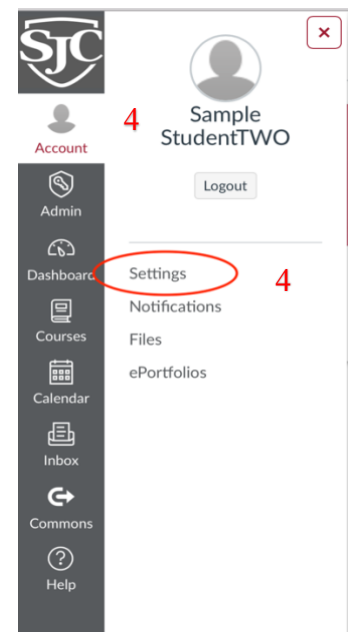 SJC
Account
Admin
Dashboard
Courses
Calendar
Inbox
Commons
Help
×
4
Sample
StudentTWO
Logout
Settings
4
Notifications
Files
ePortfolios